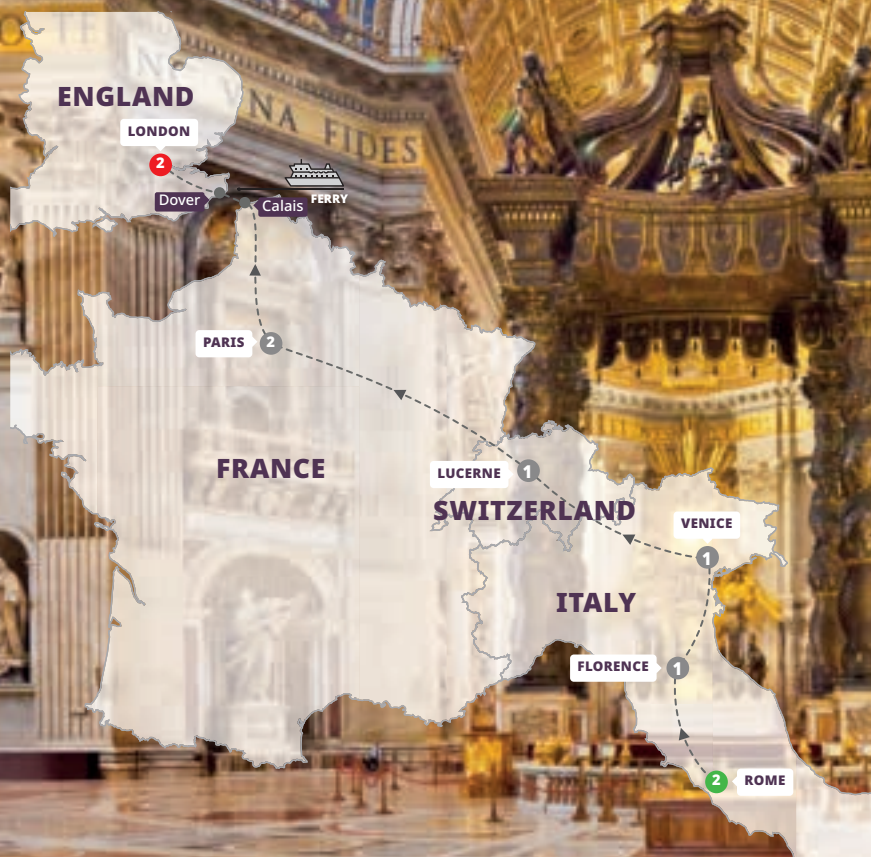 ENGLAND
LONDON
2
Dover
Calais
FERRY
NA FIDES
PARIS
2
FRANCE
LUCERNE
1
SWITZERLAND
VENICE
1
ITALY
FLORENCE
1
2
ROME